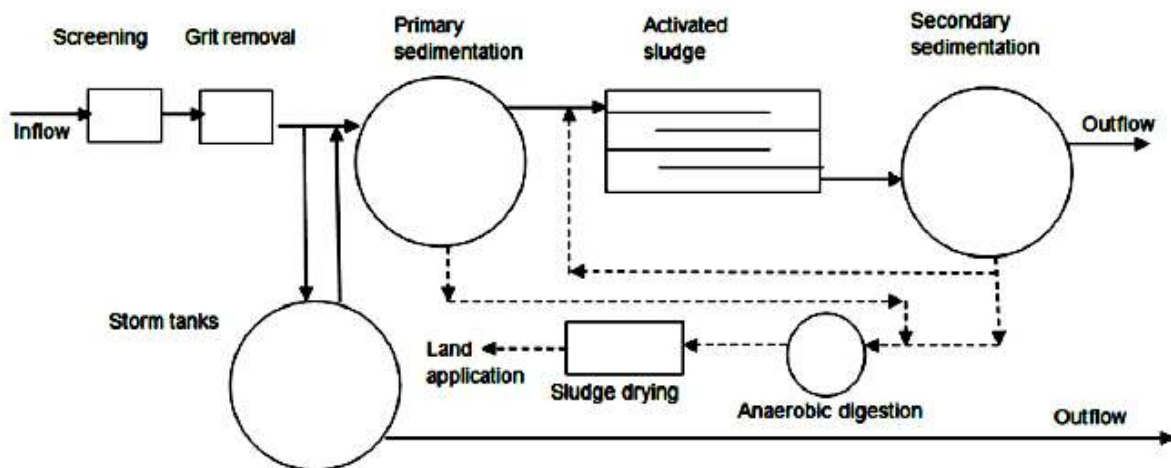 Screening
Grit removal
Primary
sedimentation
Activated
sludge
Secondary
sedimentation
Inflow
Outflow
Storm tanks
Land
application
Sludge drying
Anaerobic digestion
Outflow